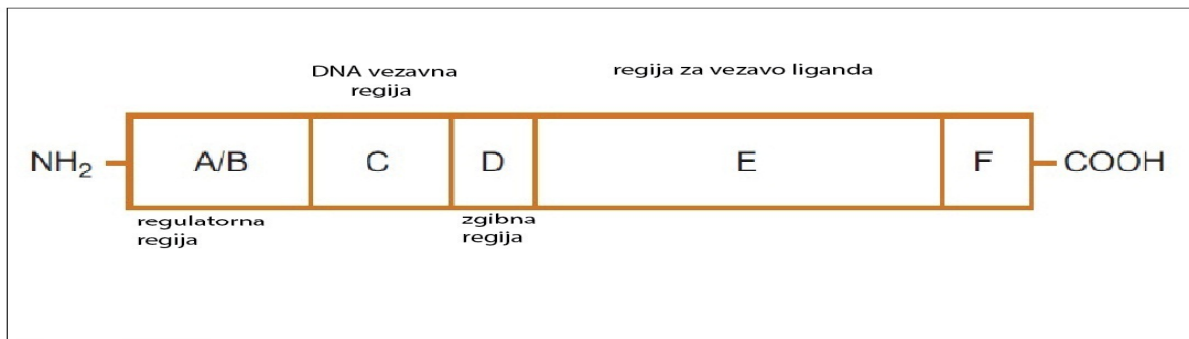 DNA vezavna
regija
regija za vezavo liganda
NH2
A/B
C
D
E
F
COOH
regulatorna
regija
zgibna
regija